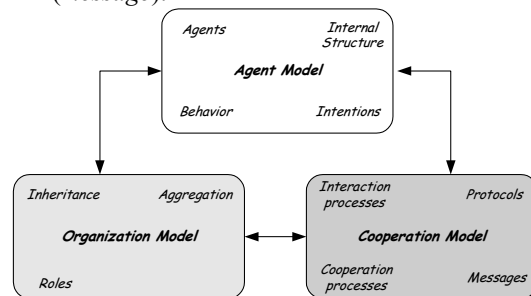 (Message).
Agents Internal
Structure
Agent Model
Behavior Intentions
Inheritance Aggregation
Organization Model
Roles
Interaction
processes Protocols
Cooperation Model
Cooperation
processes Messages